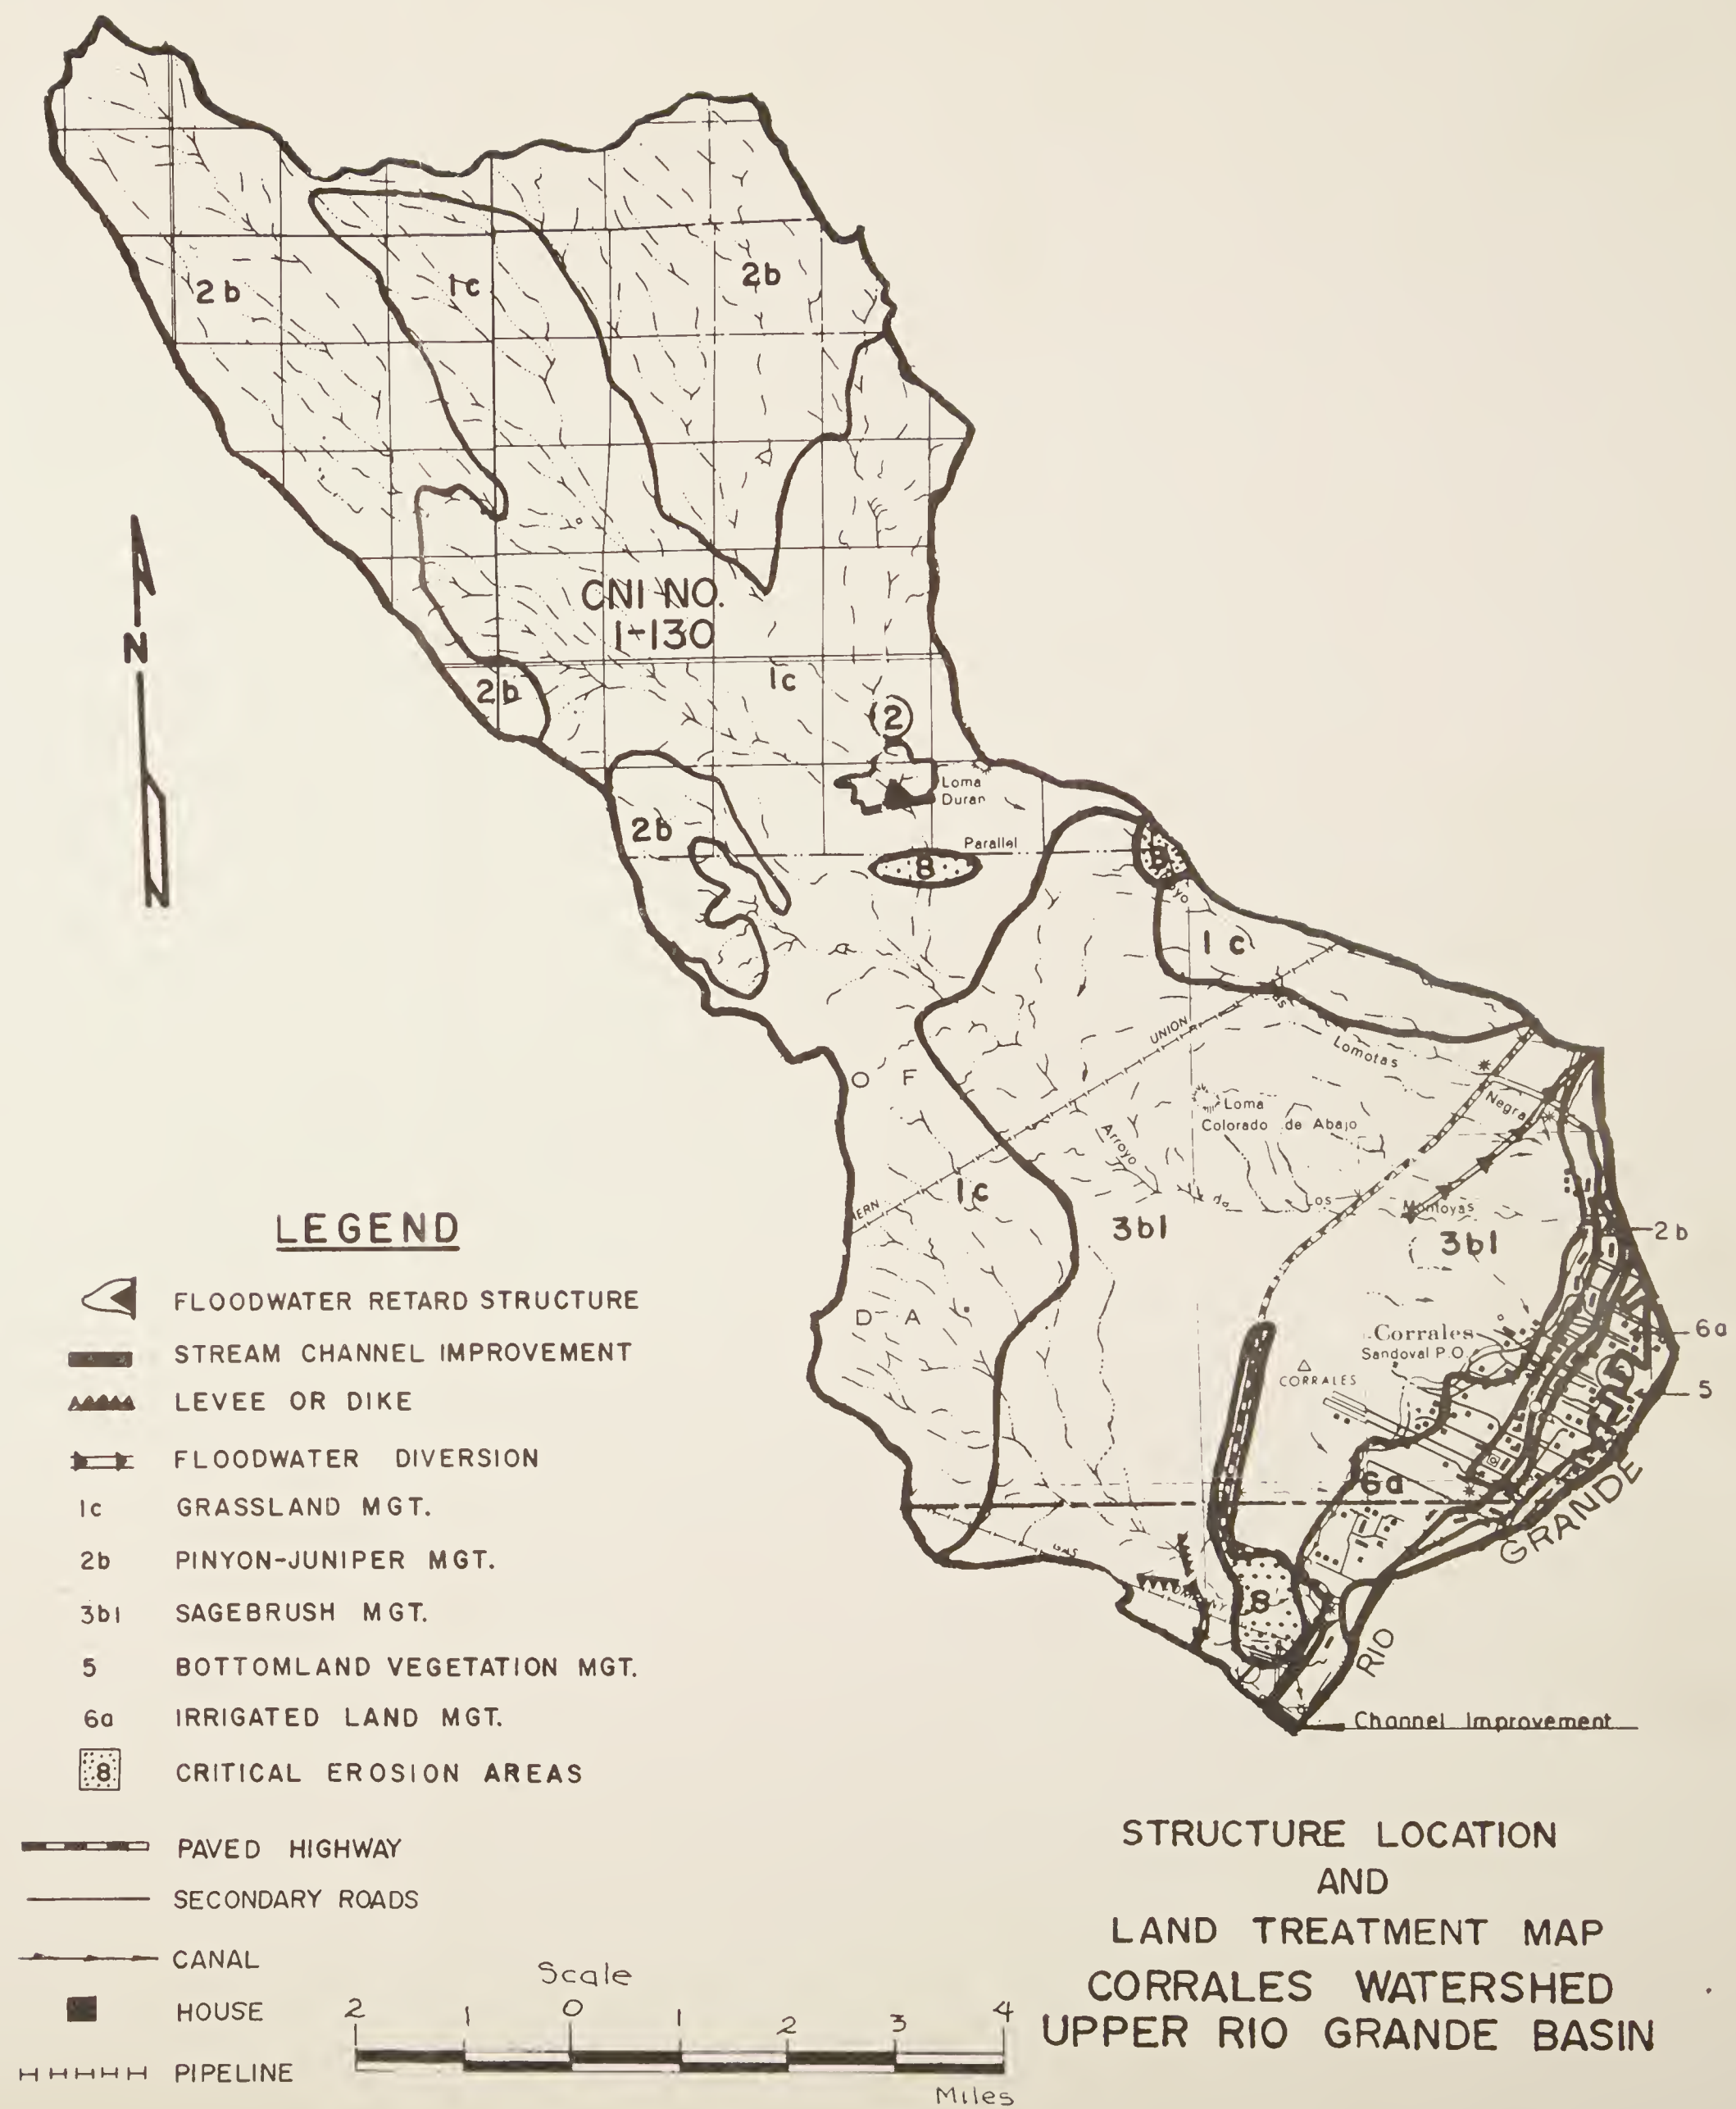 2b
1c
2b
CNI NO.
1-130
2b
1c
2
Loma
Duran
2b
Parallel
8
8
1c
UNION
Lomotas
O F
Loma
Colorado de Abajo
Negra
Arroyo
ERN
1c
da
Los
Montoyas
3b1
3b1
2b
D A
Corrales
Sandoval P.O.
CORRALES
6a
5
6a
GAS
8
RIO
GRANDE
Channel Improvement
N
LEGEND
FLOODWATER RETARD STRUCTURE
STREAM CHANNEL IMPROVEMENT
LEVEE OR DIKE
FLOODWATER DIVERSION
1c GRASSLAND MGT.
2b PINYON-JUNIPER MGT.
3b1 SAGEBRUSH MGT.
5 BOTTOMLAND VEGETATION MGT.
6a IRRIGATED LAND MGT.
8 CRITICAL EROSION AREAS
PAVED HIGHWAY
SECONDARY ROADS
CANAL
HOUSE
PIPELINE
Scale
2 1 0 1 2 3 4
Miles
STRUCTURE LOCATION
AND
LAND TREATMENT MAP
CORRALES WATERSHED
UPPER RIO GRANDE BASIN